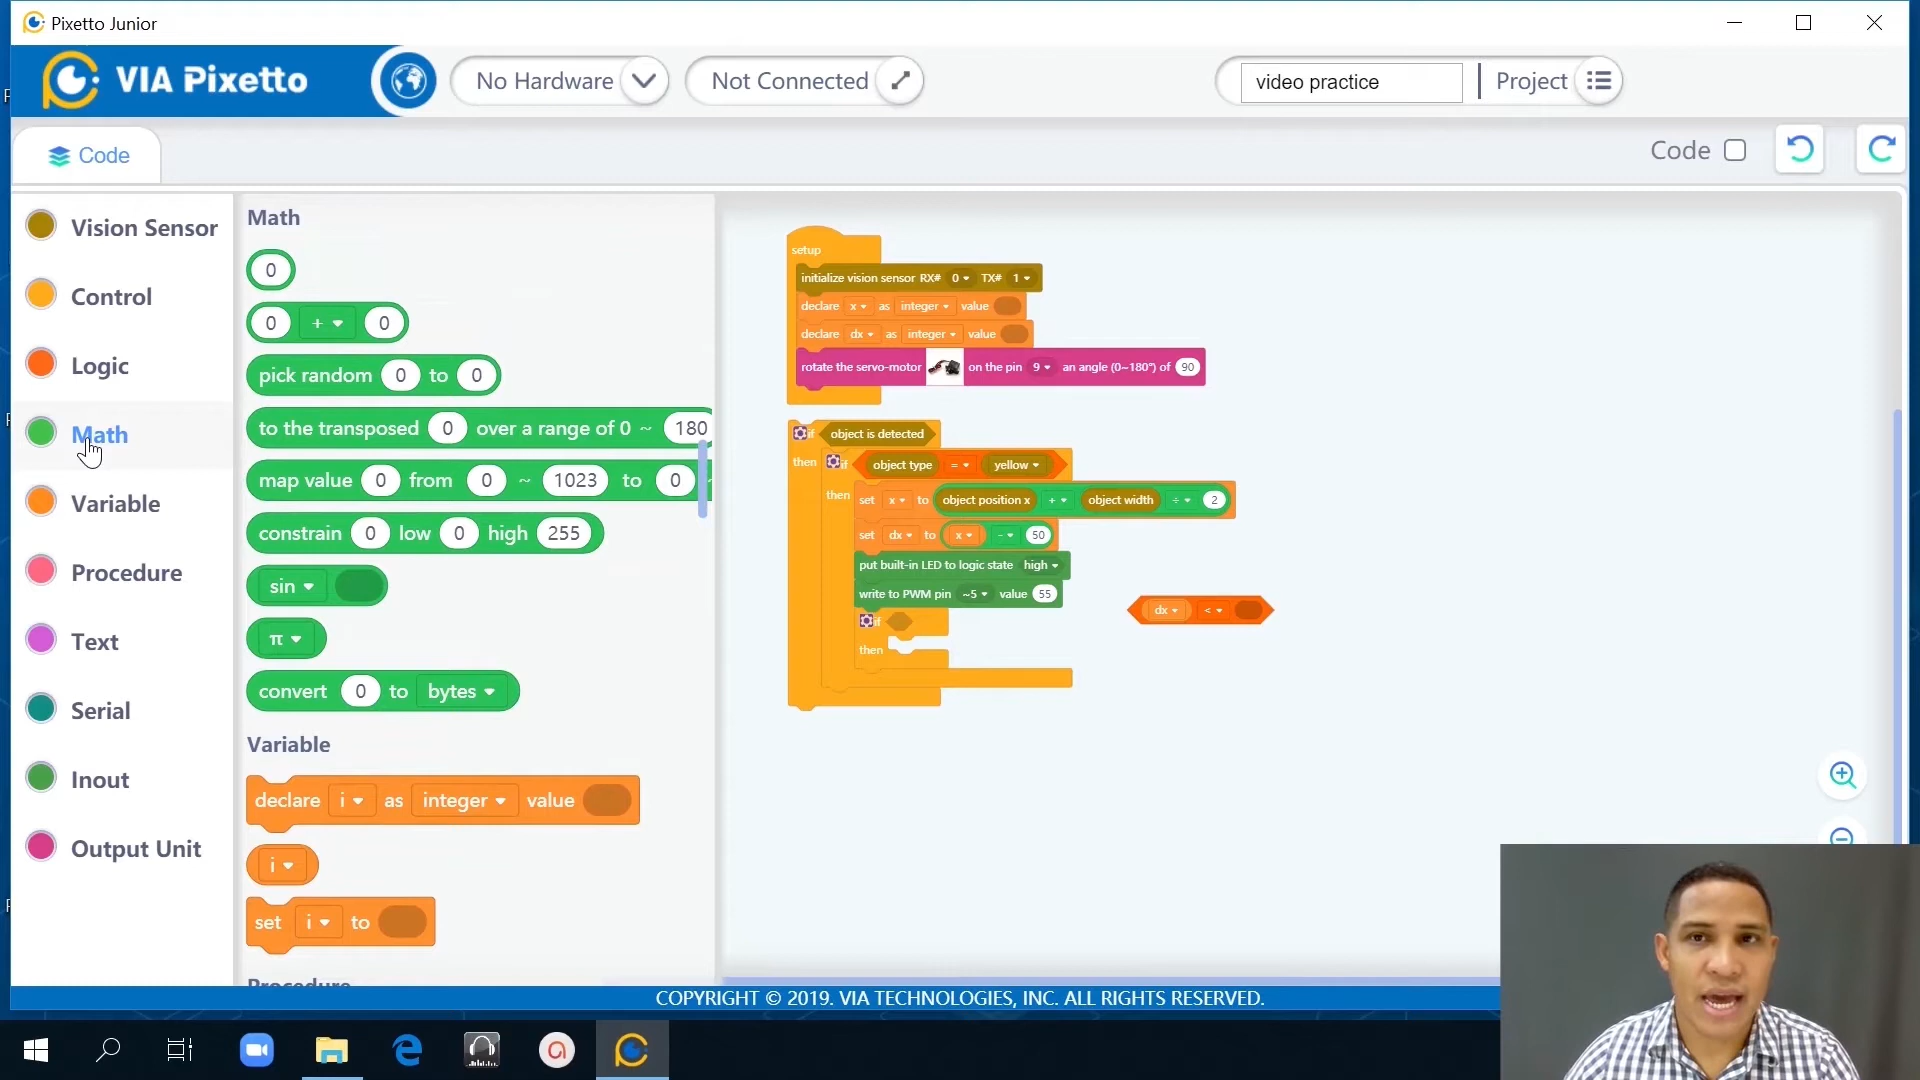 Pixetto Junior
VIA Pixetto
No Hardware
Not Connected
video practice
Project
Code
Code
Vision Sensor
Control
Logic
Math
Variable
Procedure
Text
Serial
Inout
Output Unit
Math
0
0 + 0
pick random 0 to 0
to the transposed 0 over a range of 0 ~ 180
map value 0 from 0 ~ 1023 to 0
constrain 0 low 0 high 255
sin
π
convert 0 to bytes
Variable
declare i as integer value
i
set i to
Procedure
setup
initialize vision sensor RX# 0 TX# 1
declare x as integer value
declare dx as integer value
rotate the servo-motor on the pin 9 an angle (0~180°) of 90
if object is detected
then if object type = yellow
then set x to object position x + object width ÷ 2
set dx to x - 50
put built-in LED to logic state high
write to PWM pin ~5 value 55
if
then
dx <
COPYRIGHT © 2019. VIA TECHNOLOGIES, INC. ALL RIGHTS RESERVED.